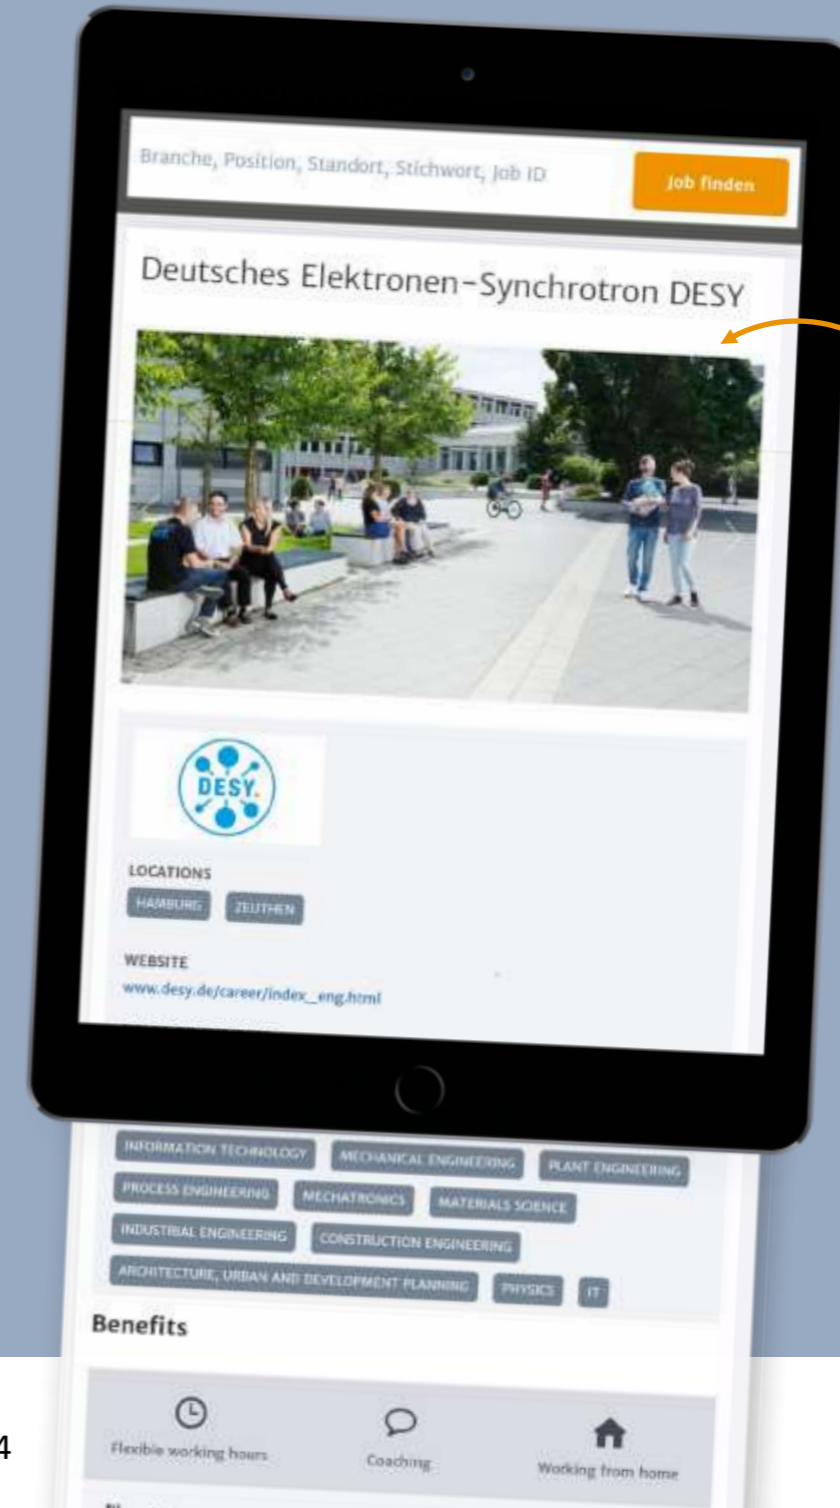 Branche, Position, Standort, Stichwort, Job ID
Job finden
Deutsches Elektronen-Synchrotron DESY
DESY.
LOCATIONS
HAMBURG ZEUTHEN
WEBSITE
www.desy.de/career/index_eng.html
INFORMATION TECHNOLOGY MECHANICAL ENGINEERING PLANT ENGINEERING
PROCESS ENGINEERING MECHATRONICS MATERIALS SCIENCE
INDUSTRIAL ENGINEERING CONSTRUCTION ENGINEERING
ARCHITECTURE, URBAN AND DEVELOPMENT PLANNING PHYSICS IT
Benefits
Flexible working hours
Coaching
Working from home
4